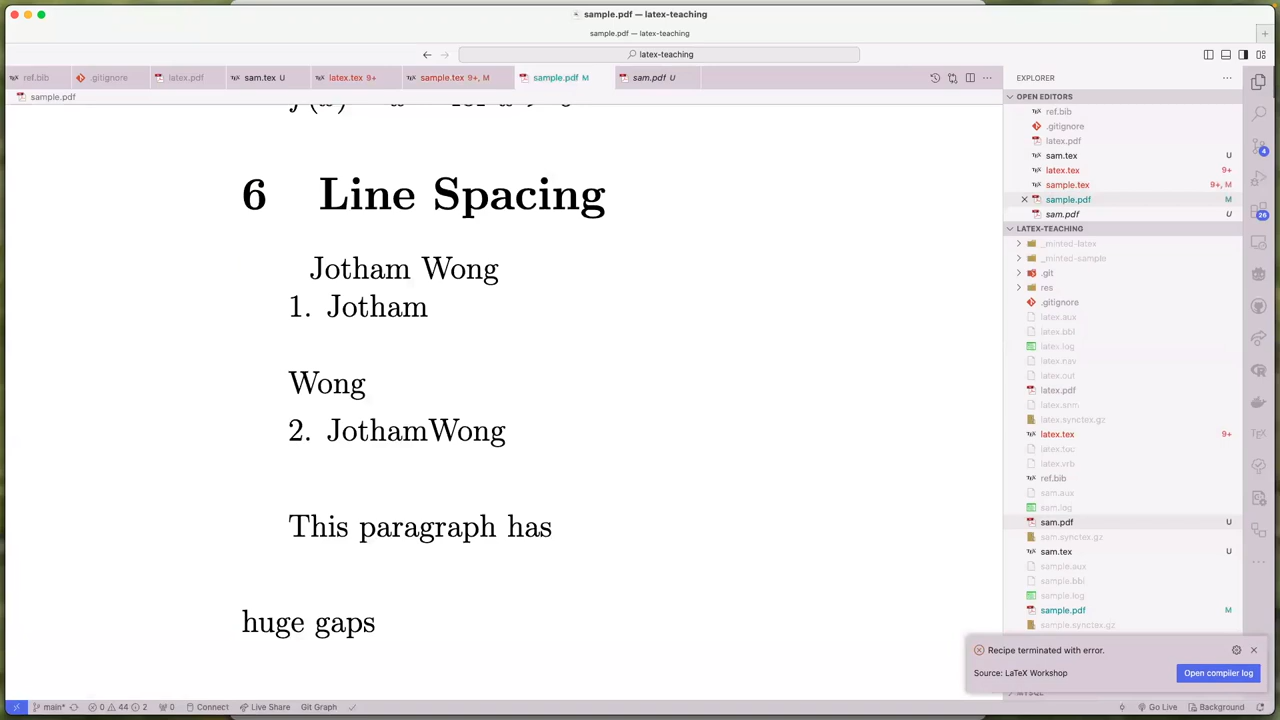 sample.pdf — latex-teaching
sample.pdf — latex-teaching
latex-teaching
ref.bib .gitignore latex.pdf sam.tex U latex.tex 9+ sample.tex 9+, M sample.pdf M sam.pdf U
sample.pdf
6 Line Spacing
Jotham Wong
1. Jotham
Wong
2. JothamWong
This paragraph has
huge gaps
EXPLORER
OPEN EDITORS
ref.bib
.gitignore
latex.pdf
sam.tex U
latex.tex 9+
sample.tex 9+, M
sample.pdf M
sam.pdf U
LATEX-TEACHING
_minted-latex
_minted-sample
.git
res
.gitignore
latex.aux
latex.bbl
latex.log
latex.nav
latex.out
latex.pdf
latex.snm
latex.synctex.gz
latex.tex 9+
latex.toc
latex.vrb
ref.bib
sam.aux
sam.log
sam.pdf U
sam.synctex.gz
sam.tex U
sample.aux
sample.bbl
sample.log
sample.pdf M
sample.synctex.gz
4
26
Recipe terminated with error.
Source: LaTeX Workshop
Open compiler log
main* 0 44 2 0 Connect Live Share Git Graph Go Live Background